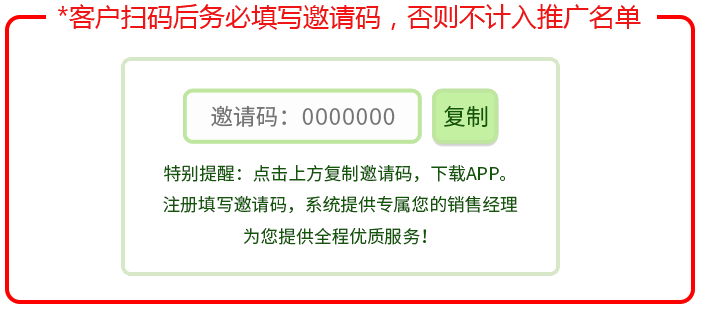 *客户扫码后务必填写邀请码，否则不计入推广名单
邀请码：0000000
复制
特别提醒：点击上方复制邀请码，下载APP。
注册填写邀请码，系统提供专属您的销售经理
为您提供全程优质服务！